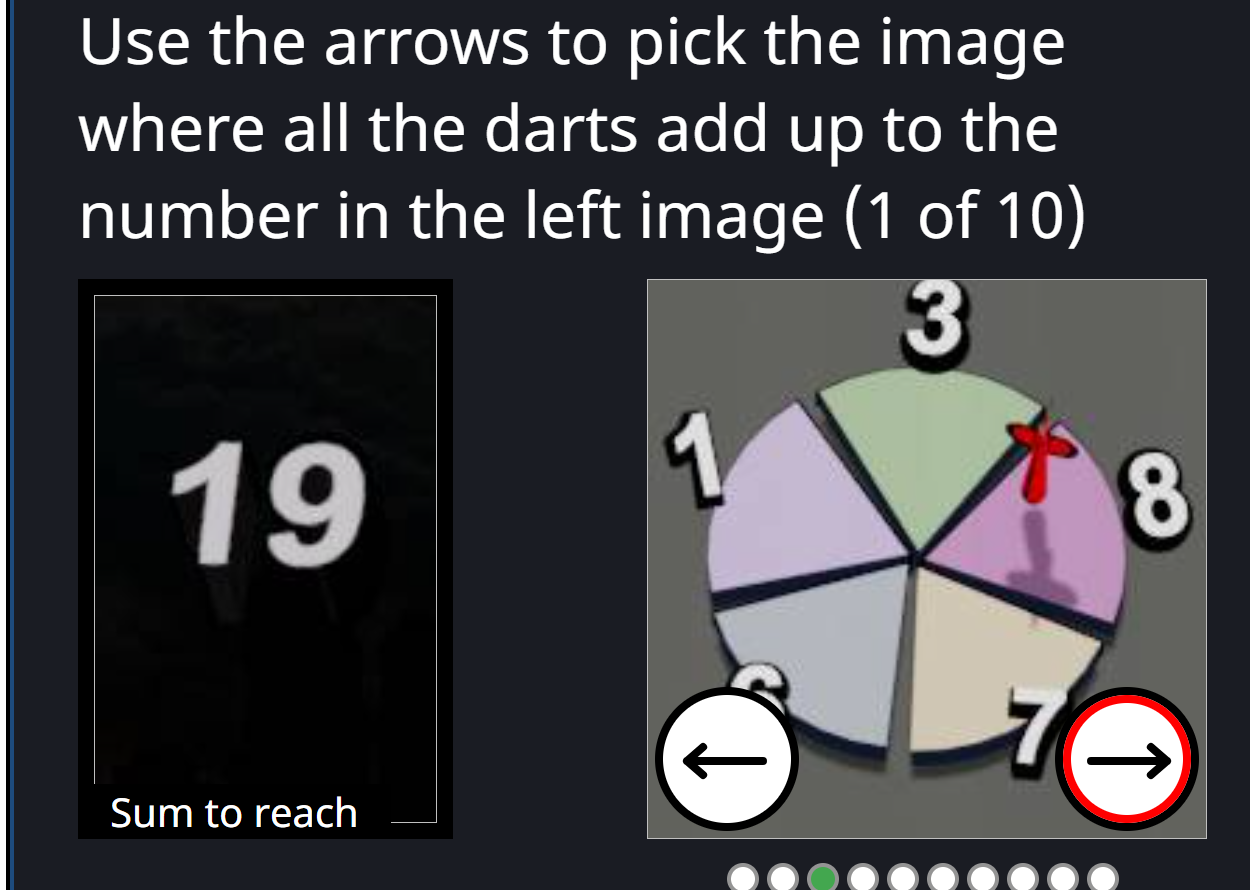 Use the arrows to pick the image
where all the darts add up to the
number in the left image (1 of 10)
19
Sum to reach
3
1
8
6
7